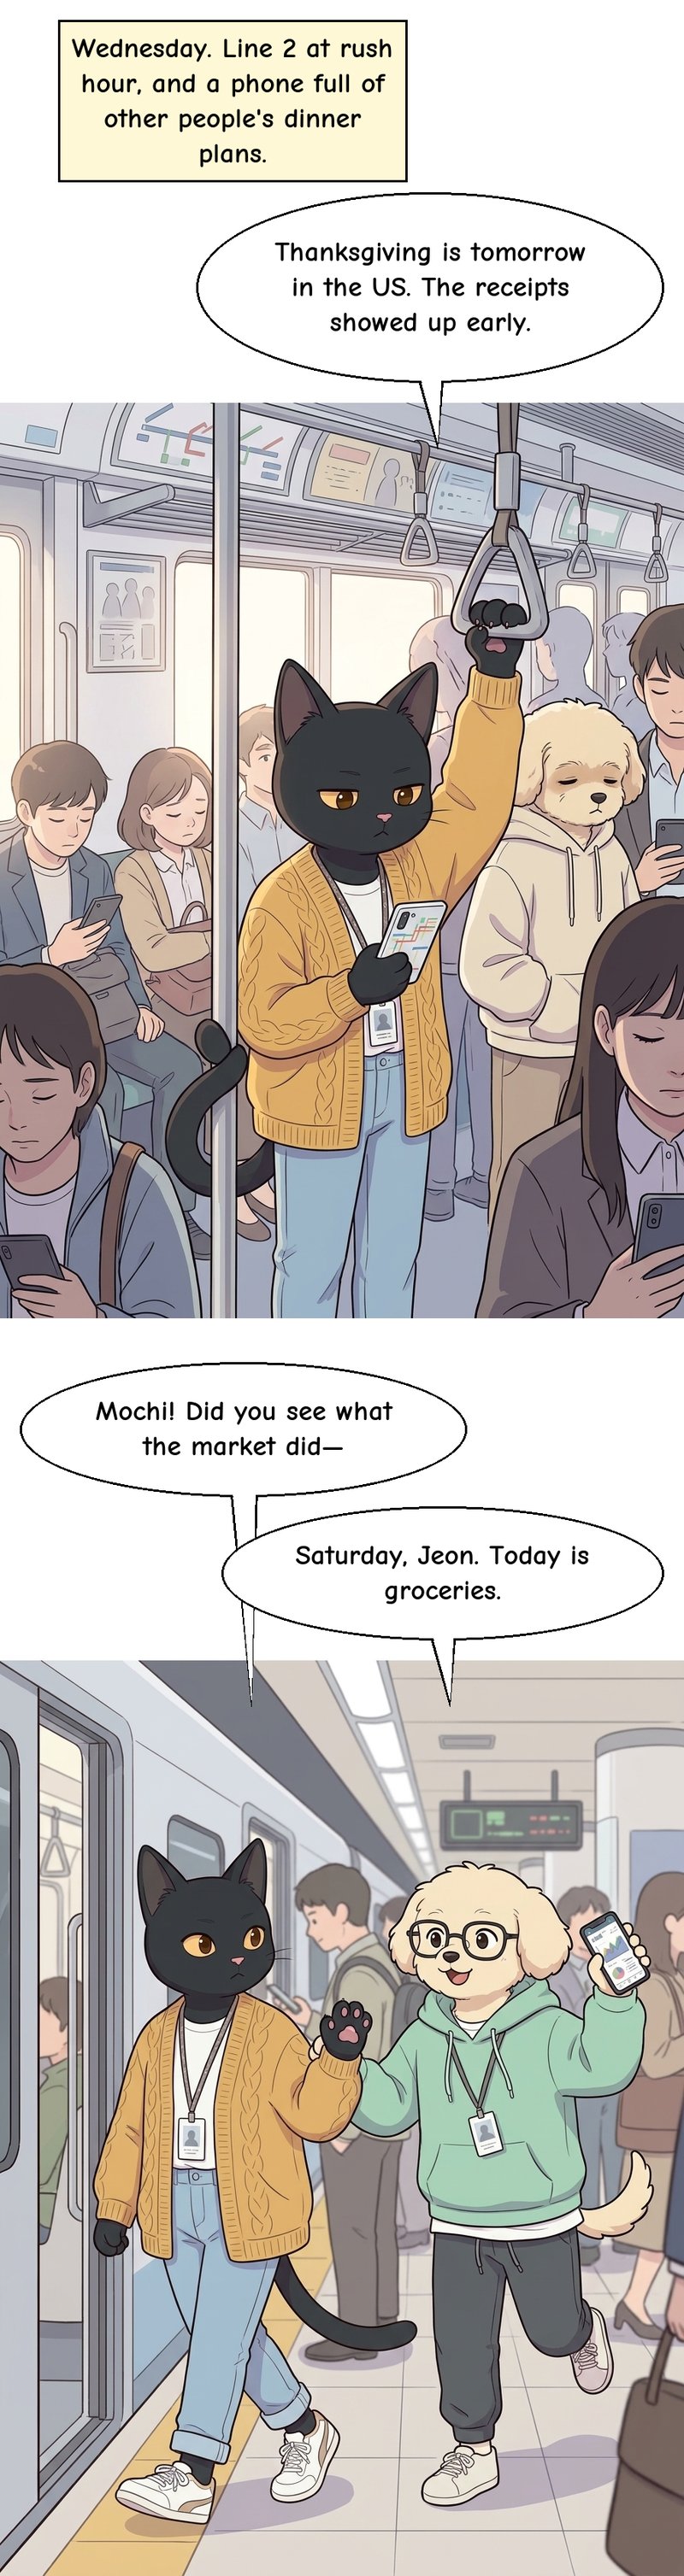 Wednesday. Line 2 at rush
hour, and a phone full of
other people's dinner
plans.
Thanksgiving is tomorrow
in the US. The receipts
showed up early.
Mochi! Did you see what
the market did—
Saturday, Jeon. Today is
groceries.